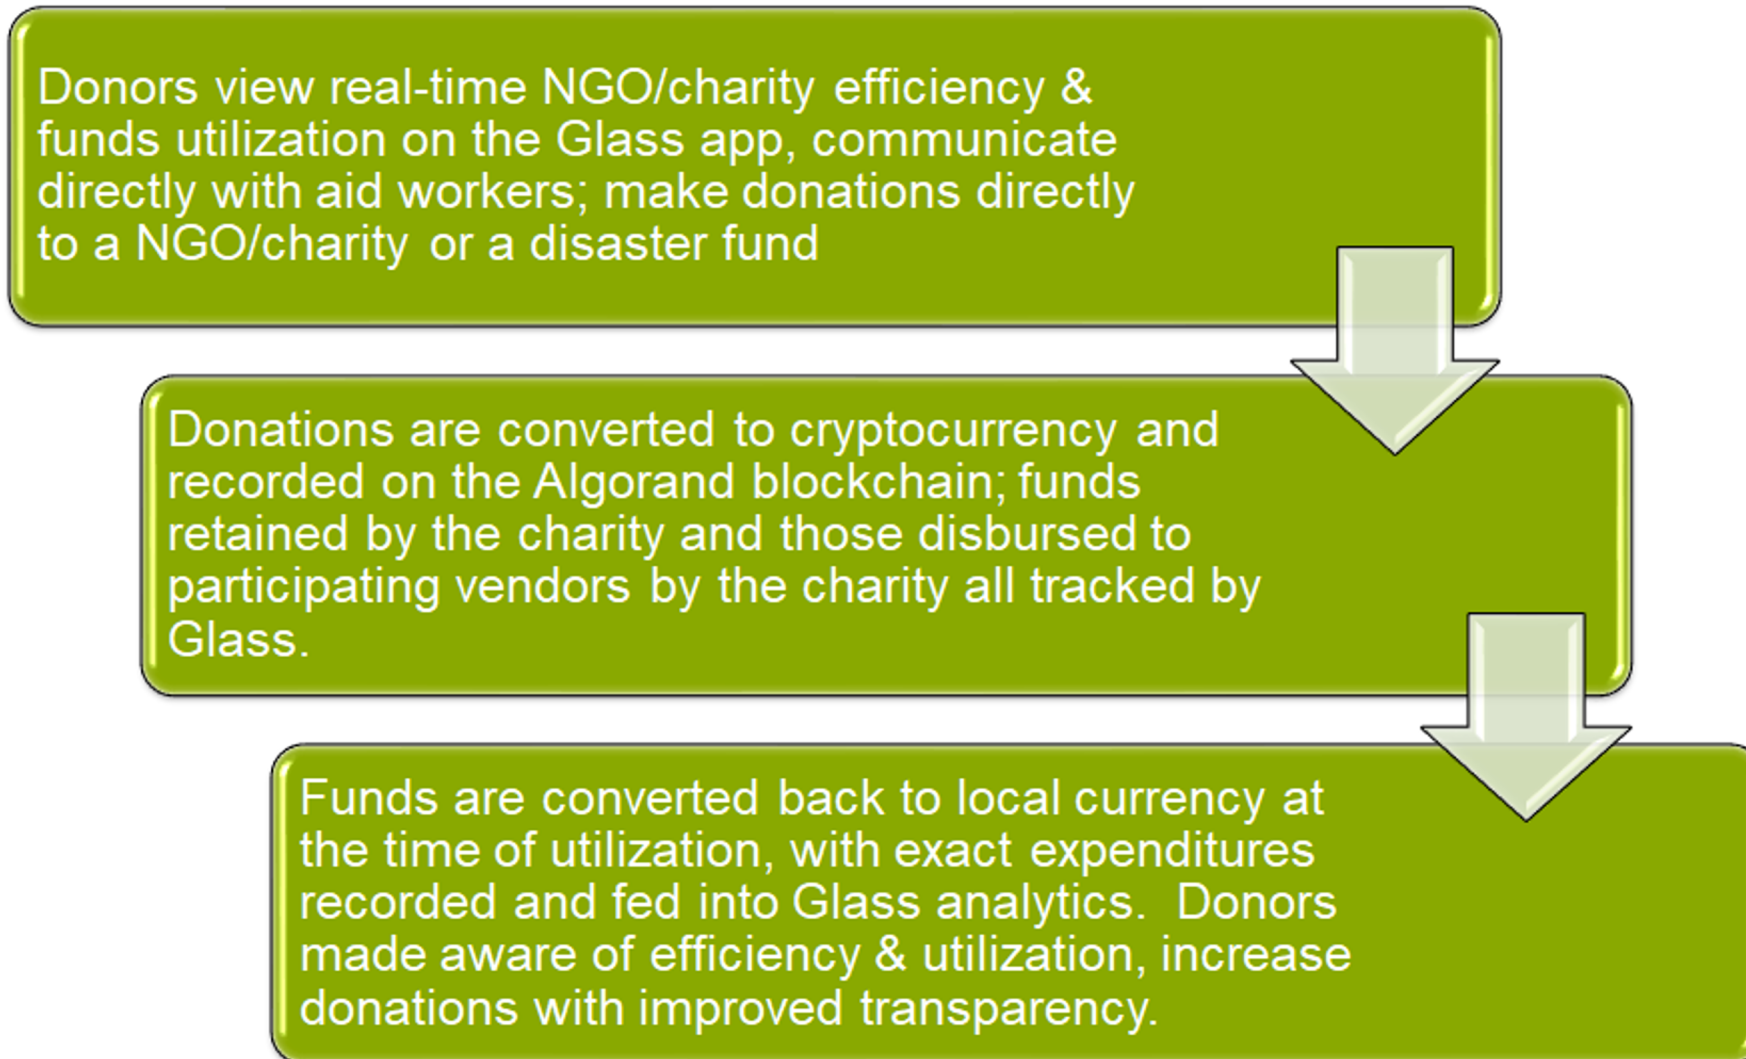 Donors view real-time NGO/charity efficiency &
funds utilization on the Glass app, communicate
directly with aid workers; make donations directly
to a NGO/charity or a disaster fund
Donations are converted to cryptocurrency and
recorded on the Algorand blockchain; funds
retained by the charity and those disbursed to
participating vendors by the charity all tracked by
Glass.
Funds are converted back to local currency at
the time of utilization, with exact expenditures
recorded and fed into Glass analytics.  Donors
made aware of efficiency & utilization, increase
donations with improved transparency.